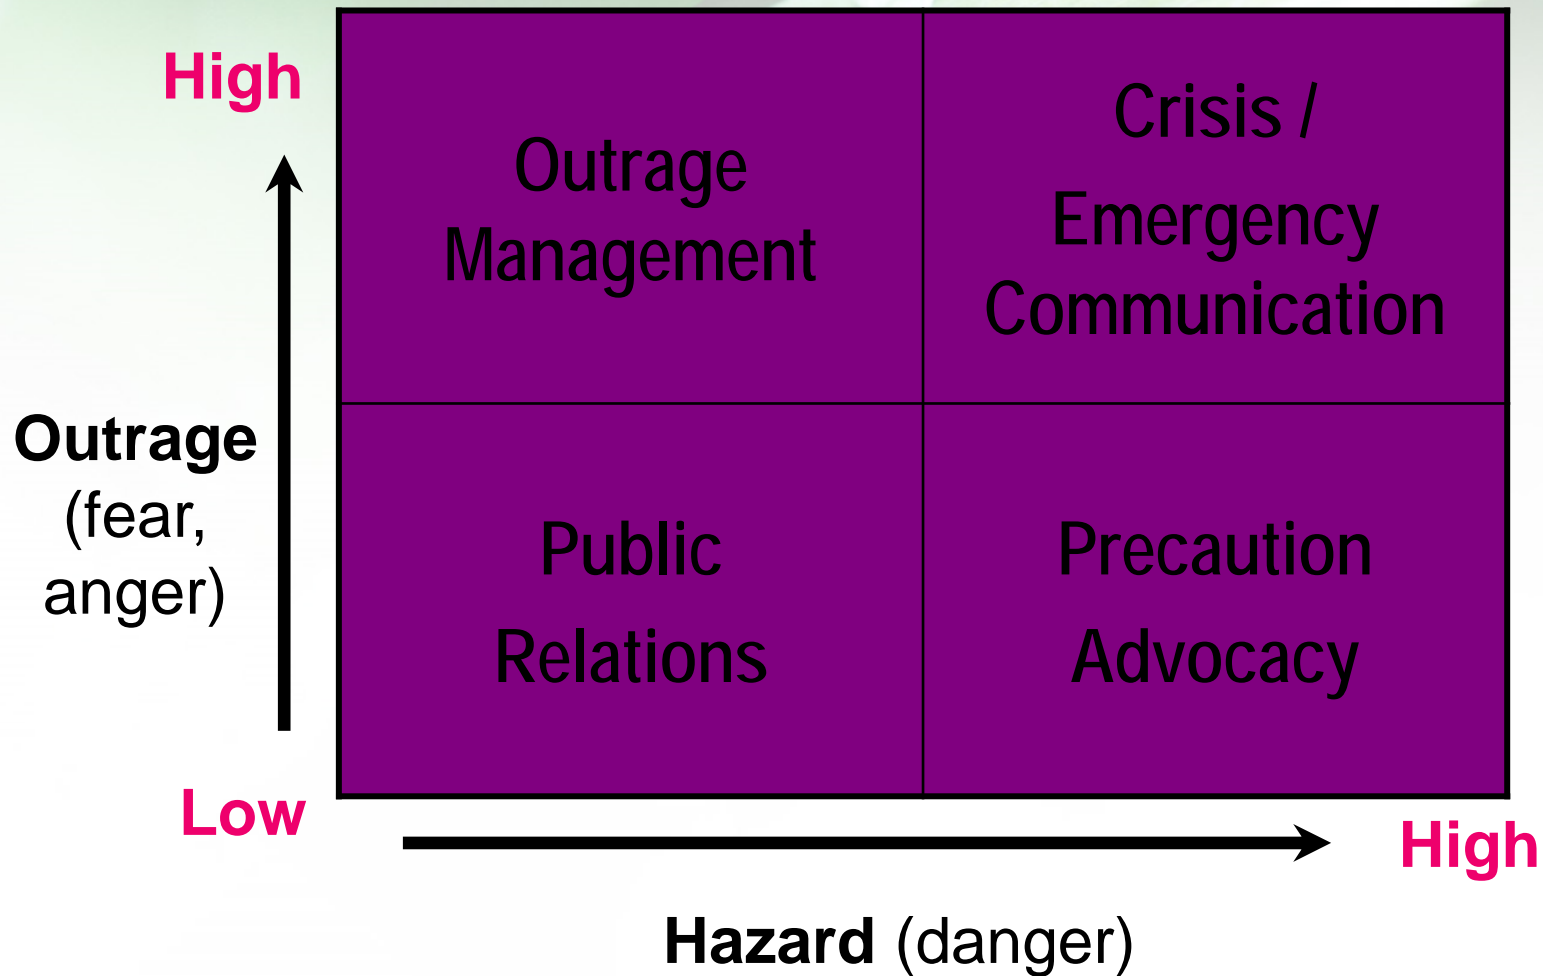 High
Outrage
Management
Crisis /
Emergency
Communication
Outrage
(fear,
anger)
Public
Relations
Precaution
Advocacy
Low
High
Hazard (danger)